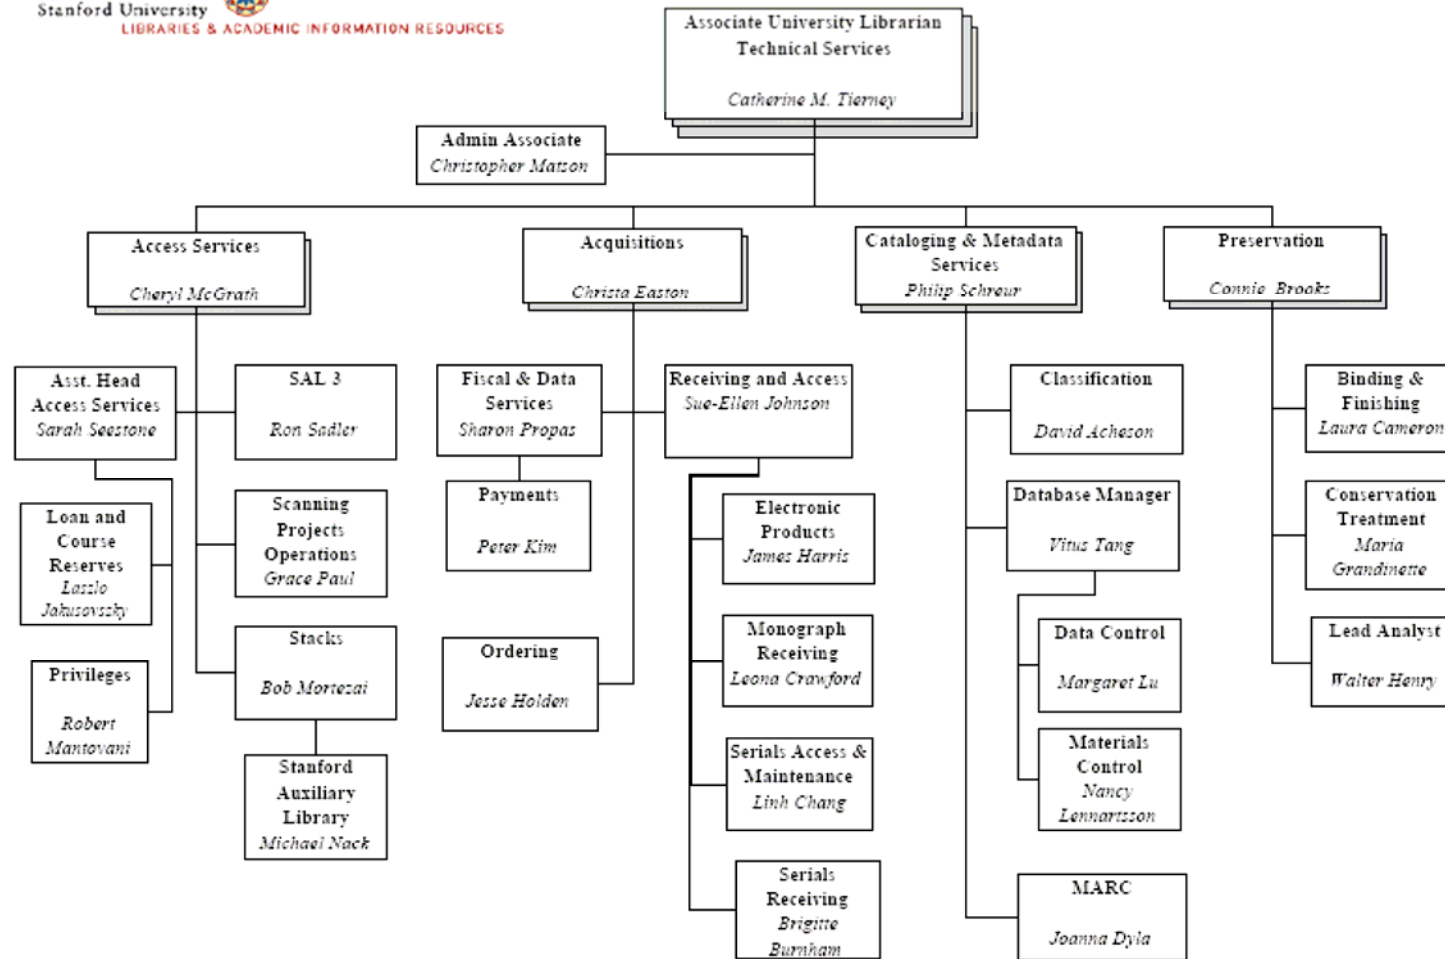 Stanford University
LIBRARIES & ACADEMIC INFORMATION RESOURCES
Associate University Librarian
Technical Services
Catherine M. Tierney
Admin Associate
Christopher Matson
Access Services
Cheryl McGrath
Acquisitions
Christa Easton
Cataloging & Metadata
Services
Philip Schreur
Preservation
Connie Brooks
Asst. Head
Access Services
Sarah Seestone
SAL 3
Ron Sadler
Loan and
Course
Reserves
Laszlo
Jakusovszky
Scanning
Projects
Operations
Grace Paul
Privileges
Robert
Mantovani
Stacks
Bob Mortezai
Stanford
Auxiliary
Library
Michael Nack
Fiscal & Data
Services
Sharon Propas
Payments
Peter Kim
Ordering
Jesse Holden
Receiving and Access
Sue-Ellen Johnson
Electronic
Products
James Harris
Monograph
Receiving
Leona Crawford
Serials Access &
Maintenance
Linh Chang
Serials
Receiving
Brigitte
Burnham
Classification
David Acheson
Database Manager
Vitus Tang
Data Control
Margaret Lu
Materials
Control
Nancy
Lennartsson
MARC
Joanna Dyla
Binding &
Finishing
Laura Cameron
Conservation
Treatment
Maria
Grandinette
Lead Analyst
Walter Henry